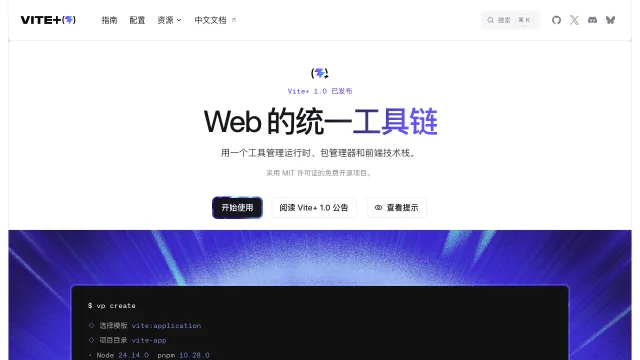 VITE+
指南
配置
资源
中文文档
搜索
⌘ K
Vite+ 1.0 已发布
Web 的统一工具链
用一个工具管理运行时、包管理器和前端技术栈。
采用 MIT 许可证的免费开源项目。
开始使用
阅读 Vite+ 1.0 公告
查看提示
$ vp create
◇ 选择模板 vite:application
◇ 项目目录 vite-app
· Node 24.14.0 pnpm 10.28.0